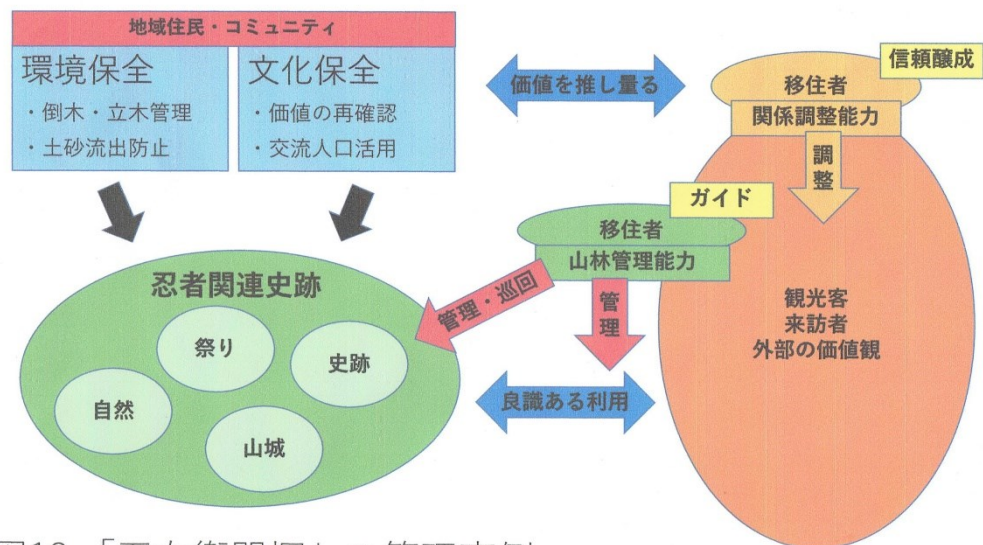 地域住民・コミュニティ
環境保全
・倒木・立木管理
・土砂流出防止
文化保全
・価値の再確認
・交流人口活用
価値を推し量る
信頼醸成
移住者
関係調整能力
調整
ガイド
移住者
山林管理能力
管理・巡回
管理
忍者関連史跡
祭り
史跡
自然
山城
良識ある利用
観光客
来訪者
外部の価値観